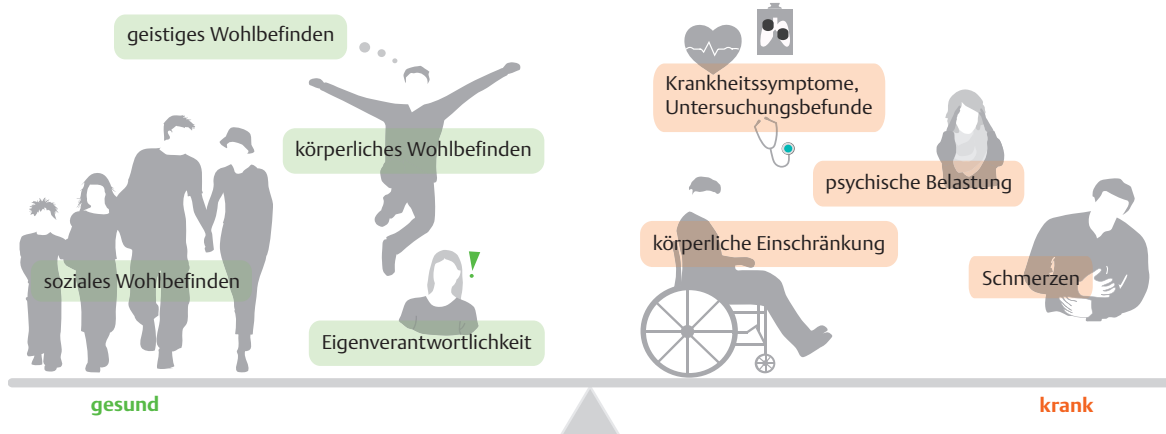 geistiges Wohlbefinden
körperliches Wohlbefinden
soziales Wohlbefinden
!
Eigenverantwortlichkeit
Krankheitssymptome,
Untersuchungsbefunde
psychische Belastung
körperliche Einschränkung
Schmerzen
gesund
krank